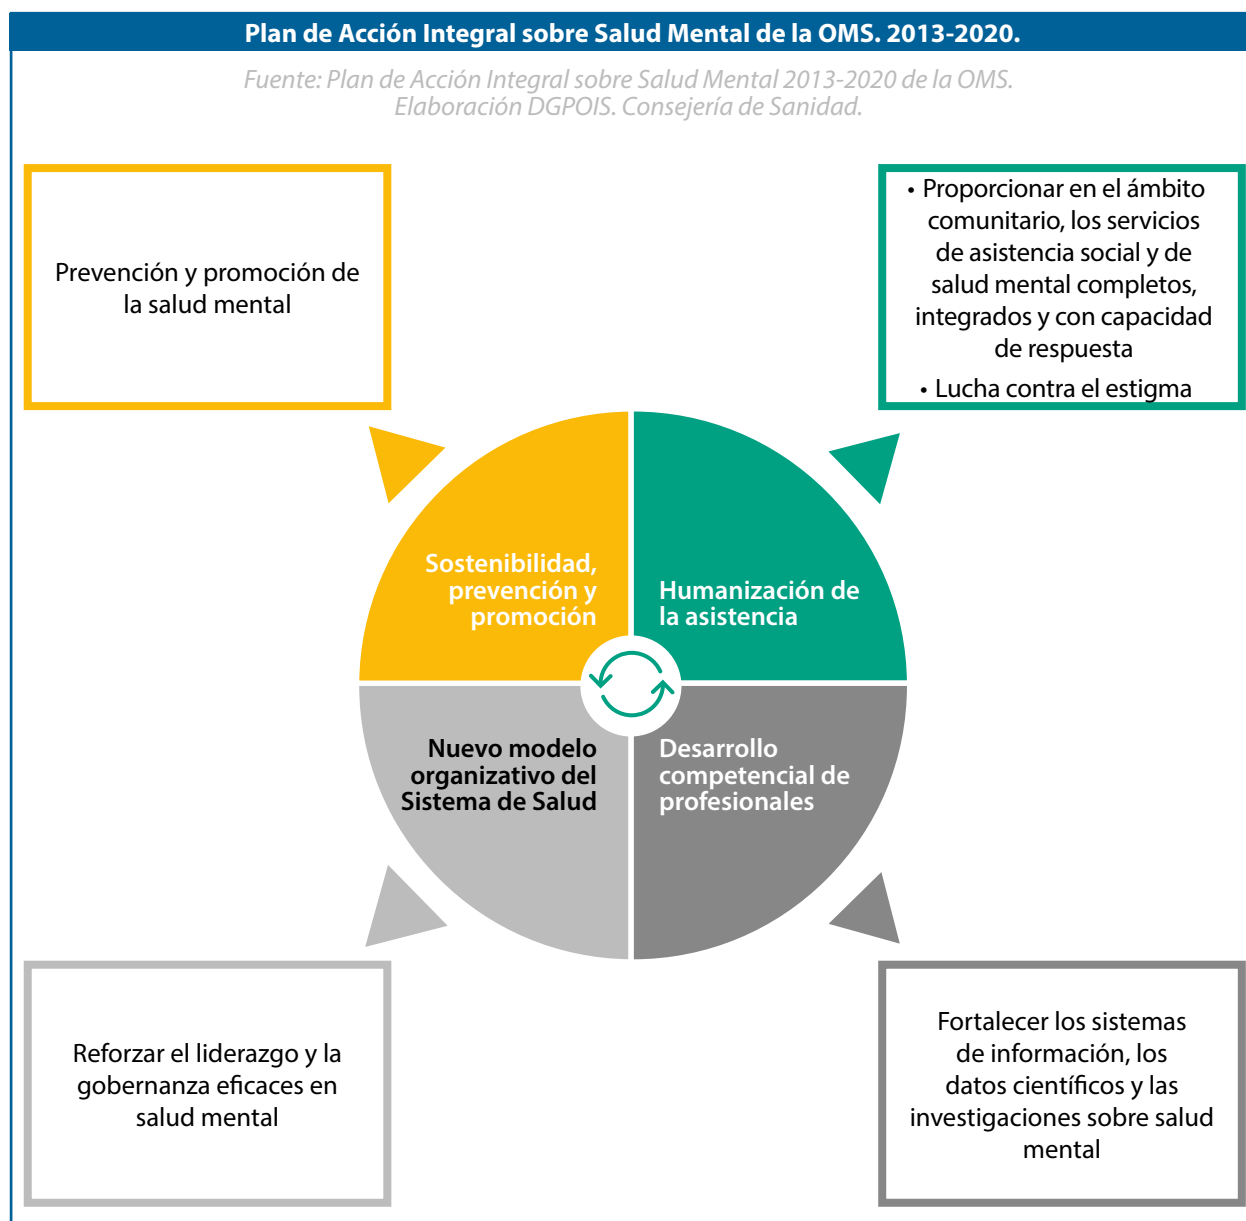 Plan de Acción Integral sobre Salud Mental de la OMS. 2013-2020.
Fuente: Plan de Acción Integral sobre Salud Mental 2013-2020 de la OMS.
Elaboración DGPOIS. Consejería de Sanidad.
Prevención y promoción de
la salud mental
• Proporcionar en el ámbito
comunitario, los servicios
de asistencia social y de
salud mental completos,
integrados y con capacidad
de respuesta
• Lucha contra el estigma
Sostenibilidad,
prevención y
promoción
Humanización de
la asistencia
Nuevo modelo
organizativo del
Sistema de Salud
Desarrollo
competencial de
profesionales
Reforzar el liderazgo y la
gobernanza eficaces en
salud mental
Fortalecer los sistemas
de información, los
datos científicos y las
investigaciones sobre salud
mental